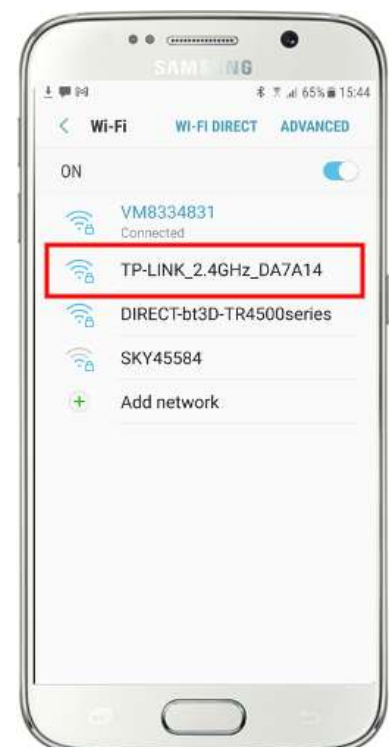 SAMSUNG
65% 15:44
Wi-Fi WI-FI DIRECT ADVANCED
ON
VM8334831
Connected
TP-LINK_2.4GHz_DA7A14
DIRECT-bt3D-TR4500series
SKY45584
Add network